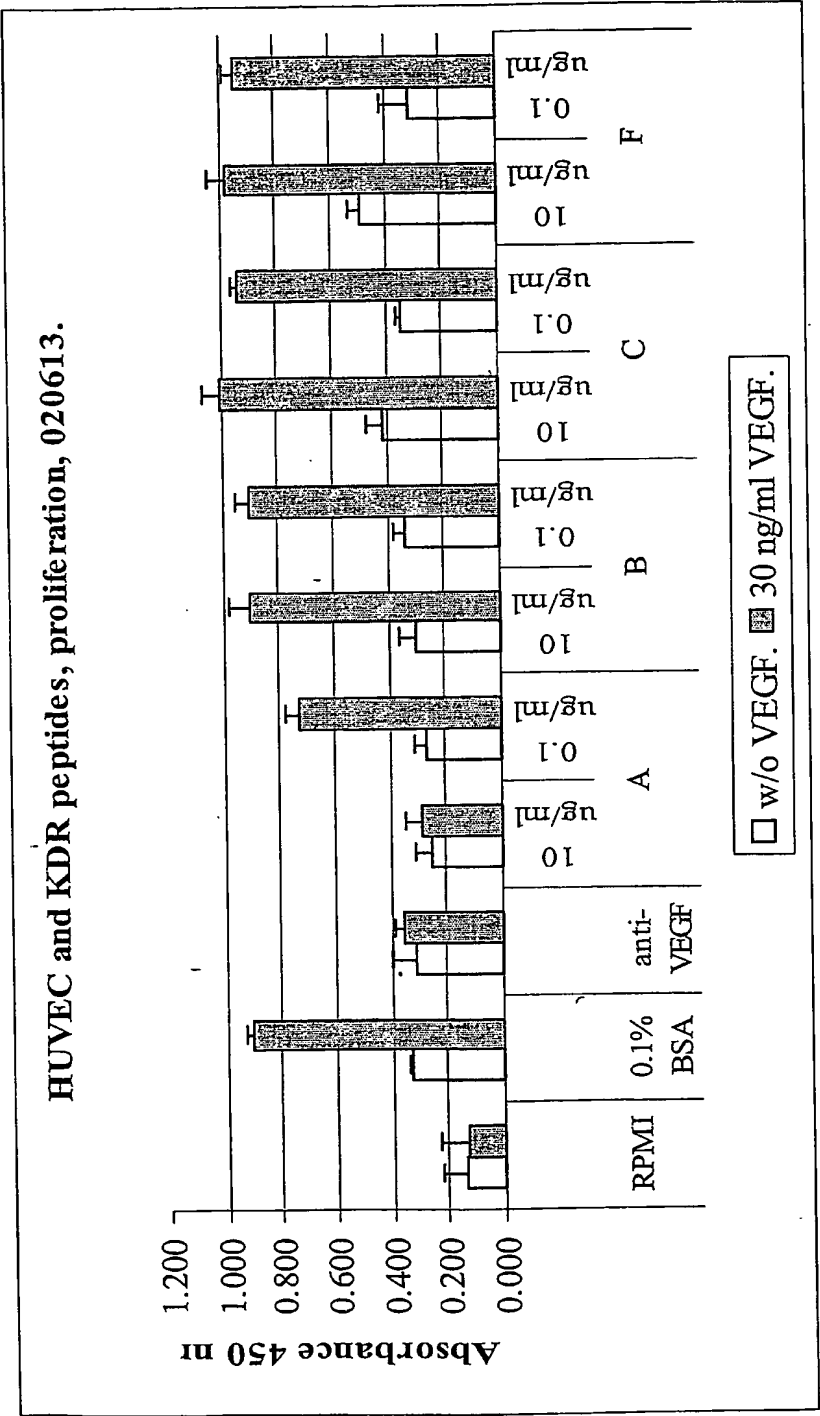 HUVEC and KDR peptides, proliferation, 020613.
Absorbance 450 nr
1.200
1.000
0.800
0.600
0.400
0.200
0.000
RPMI
0.1%
BSA
anti-
VEGF
10
ug/ml
0.1
ug/ml
A
10
ug/ml
0.1
ug/ml
B
10
ug/ml
0.1
ug/ml
C
10
ug/ml
0.1
ug/ml
F
w/o VEGF. 30 ng/ml VEGF.